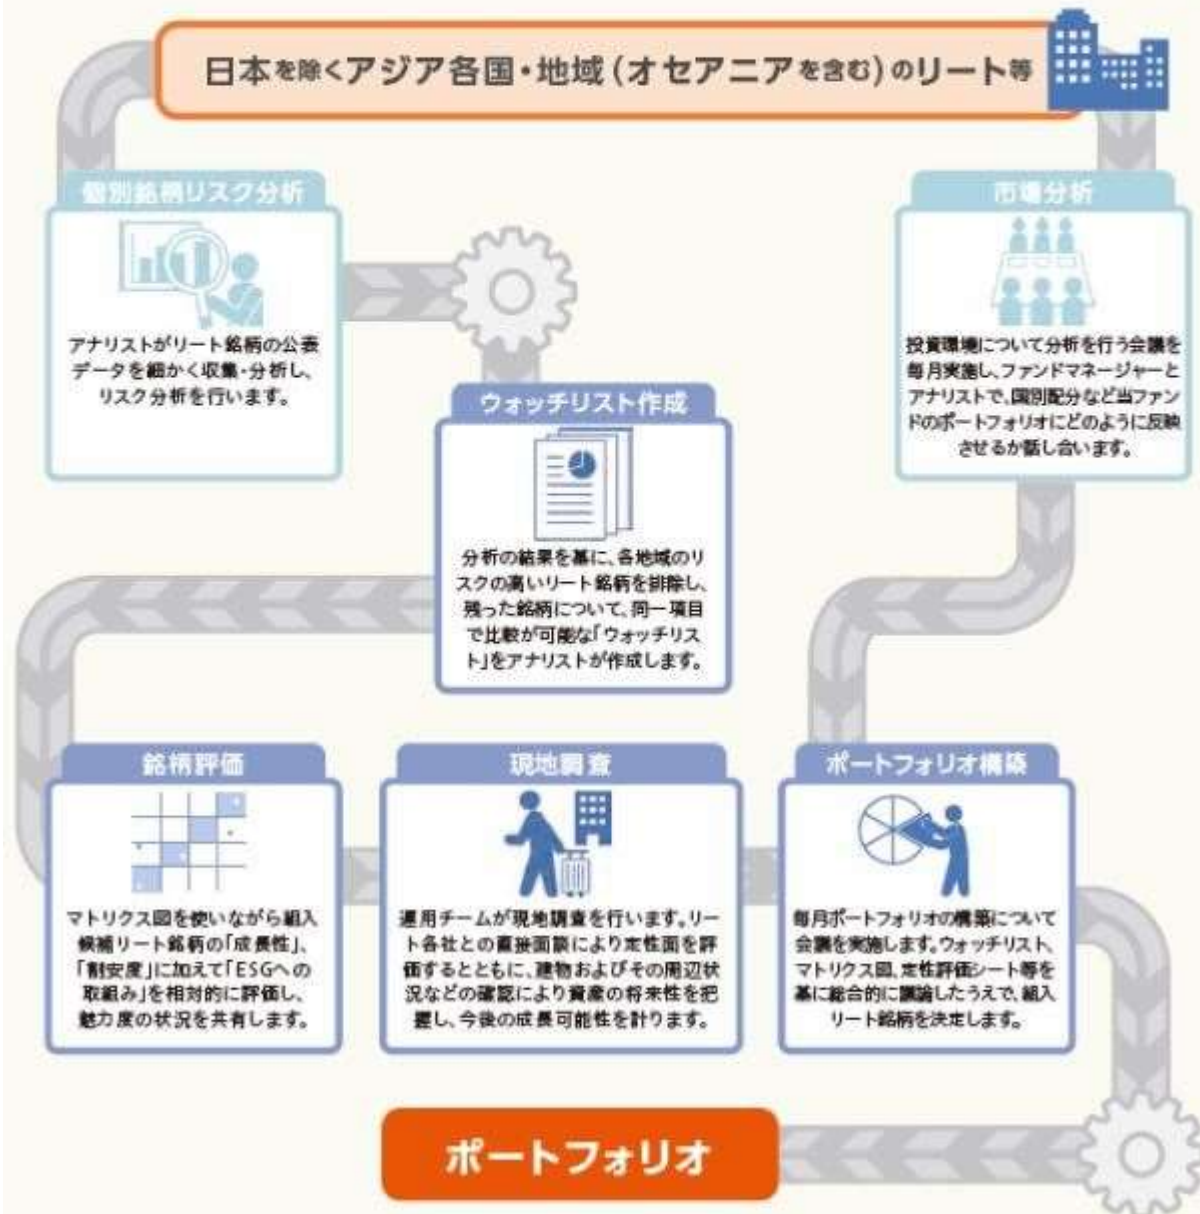 日本を除くアジア各国・地域(オセアニアを含む)のリート等
個別銘柄リスク分析
アナリストがリート銘柄の公表
データを細かく収集・分析し、
リスク分析を行います。
市場分析
投資環境について分析を行う会議を
毎月実施し、ファンドマネージャーと
アナリストで、国別配分など当ファン
ドのポートフォリオにどのように反映
させるか話し合います。
ウォッチリスト作成
分析の結果を基に、各地域のリ
スクの高いリート銘柄を排除し、
残った銘柄について、同一項目
で比較が可能な「ウォッチリス
ト」をアナリストが作成します。
銘柄評価
マトリクス図を使いながら組入
候補リート銘柄の「成長性」、
「割安度」に加えて「ESGへの
取組み」を相対的に評価し、
魅力度の状況を共有します。
現地調査
運用チームが現地調査を行います。リー
ト各社との直接面談により定性面を評
価するとともに、建物およびその周辺状
況などの確認により資産の将来性を把
握し、今後の成長可能性を計ります。
ポートフォリオ構築
毎月ポートフォリオの構築について
会議を実施します。ウォッチリスト、
マトリクス図、定性評価シート等を
基に総合的に議論したうえで、組入
リート銘柄を決定します。
ポートフォリオ